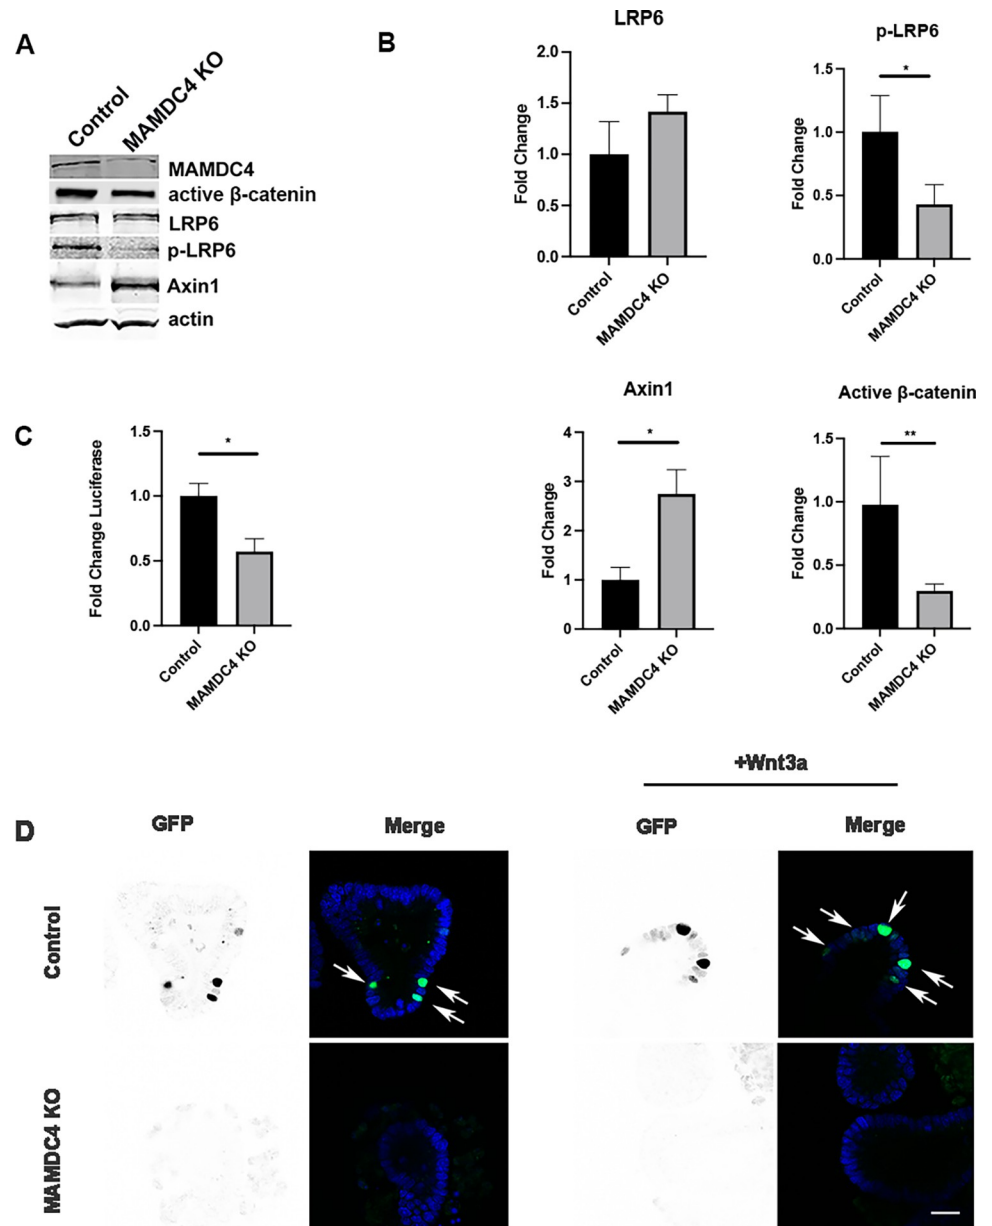 A
Control
MAMDC4 KO
MAMDC4
active β-catenin
LRP6
p-LRP6
Axin1
actin
B
LRP6
Fold Change
2.0
1.5
1.0
0.5
0.0
Control
MAMDC4 KO
p-LRP6
Fold Change
1.5
1.0
0.5
0.0
*
Control
MAMDC4 KO
Axin1
Fold Change
4
3
2
1
0
*
Control
MAMDC4 KO
Active β-catenin
Fold Change
1.5
1.0
0.5
0.0
**
Control
MAMDC4 KO
C
Fold Change Luciferase
1.5
1.0
0.5
0.0
*
Control
MAMDC4 KO
D
+Wnt3a
GFP
Merge
GFP
Merge
Control
MAMDC4 KO